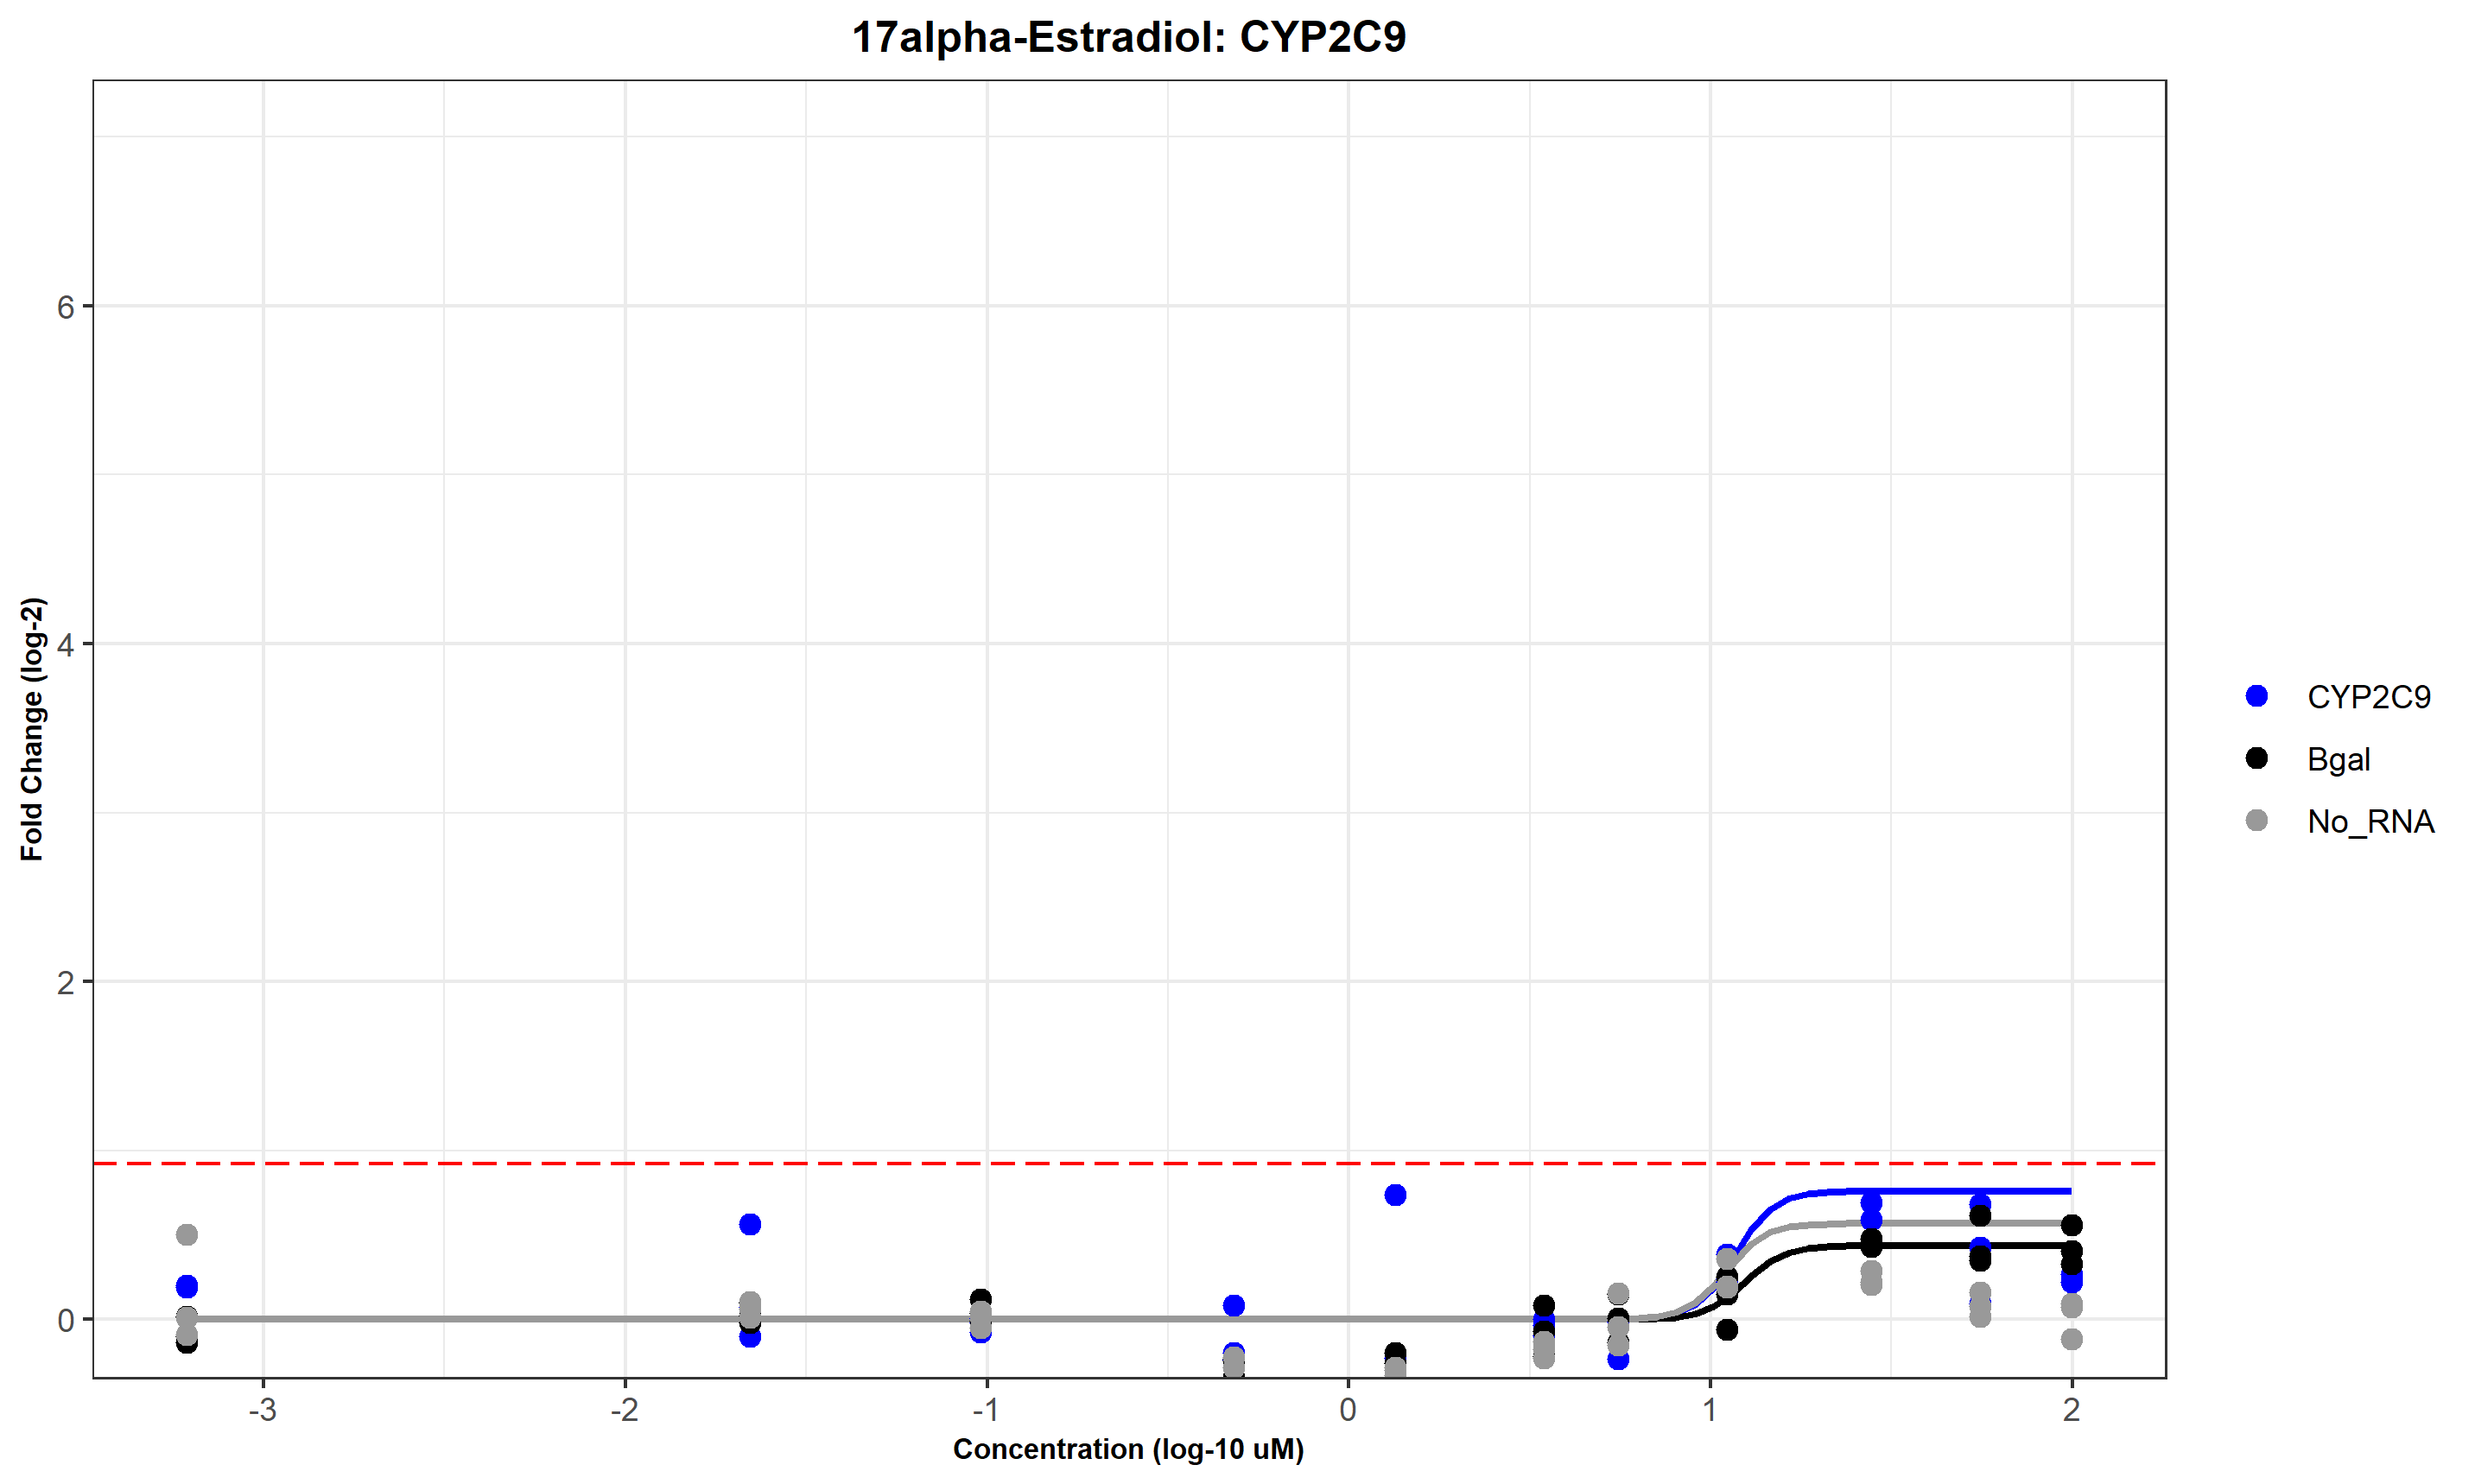 17alpha-Estradiol: CYP2C9
Fold Change (log-2)
6
4
2
0
-3
-2
-1
0
1
2
Concentration (log-10 uM)
CYP2C9
Bgal
No_RNA